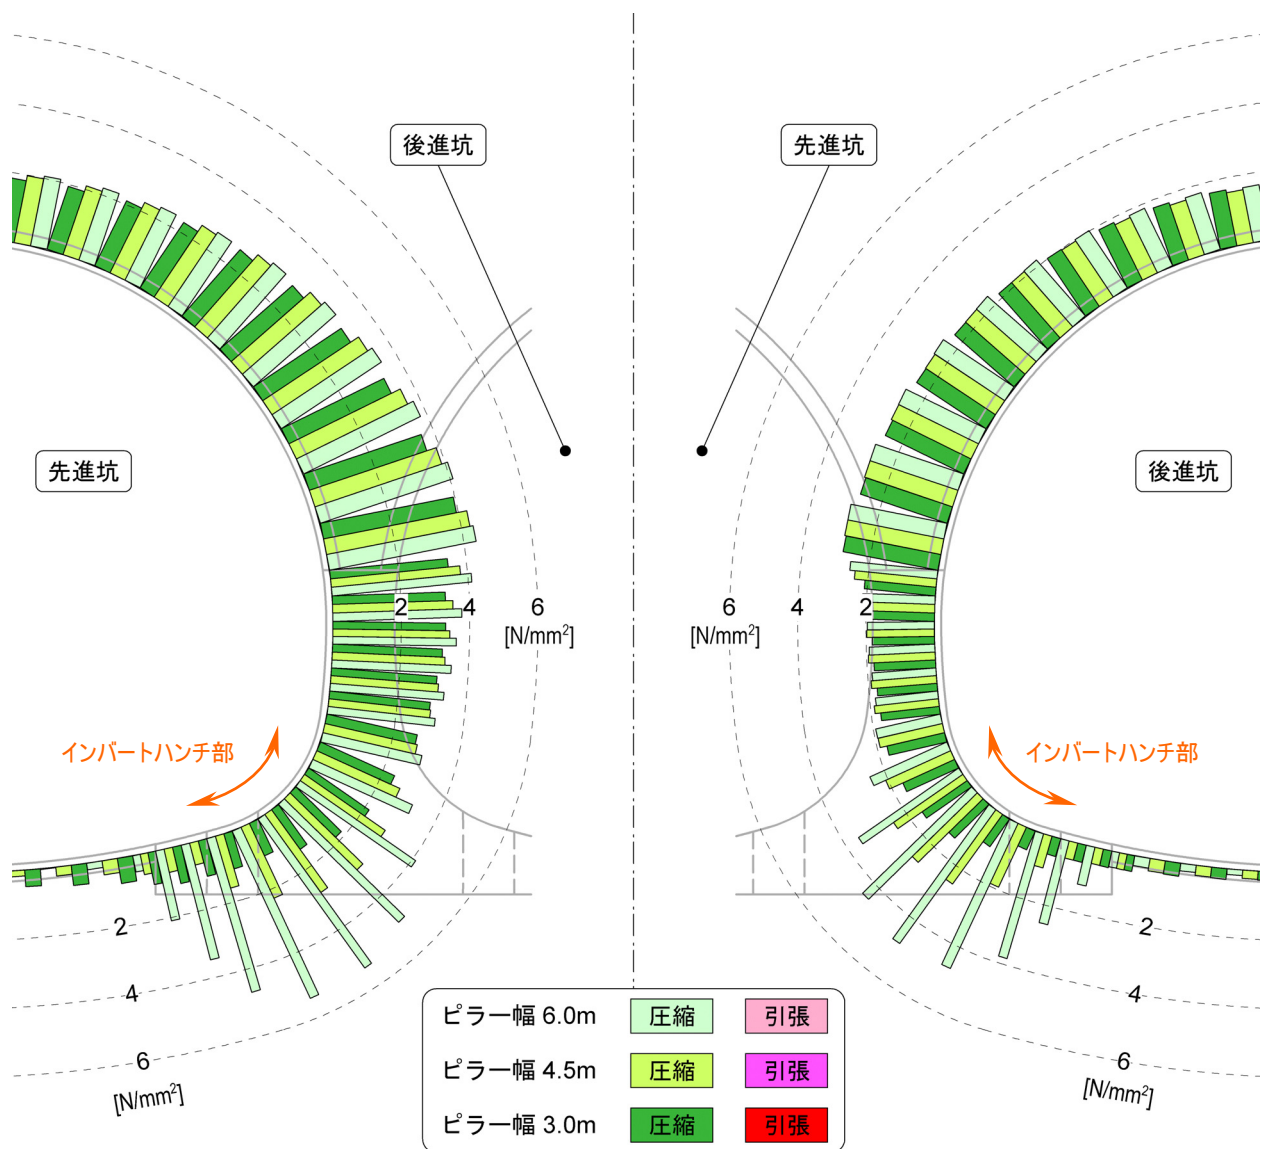 後進坑
先進坑
先進坑
後進坑
2
4
6
[N/mm²]
6
4
2
[N/mm²]
インバートハンチ部
インバートハンチ部
2
4
6
[N/mm²]
2
4
6
[N/mm²]
ピラー幅 6.0m 圧縮 引張
ピラー幅 4.5m 圧縮 引張
ピラー幅 3.0m 圧縮 引張